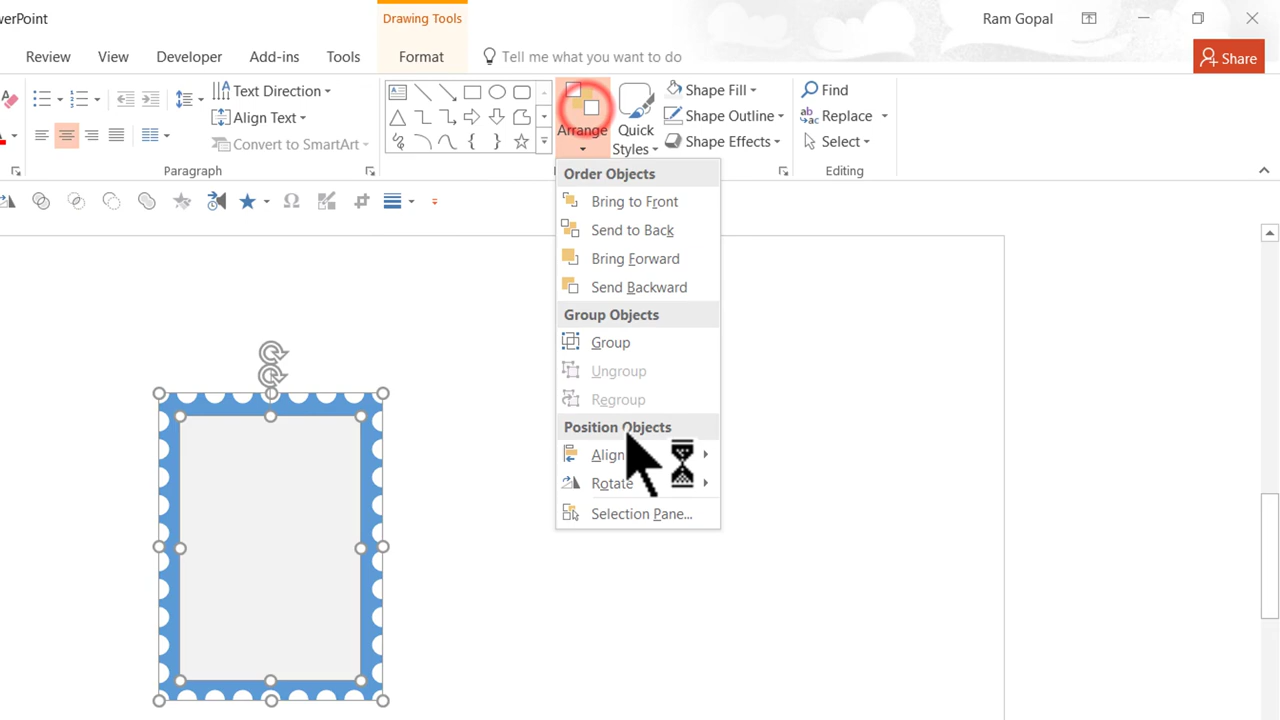 werPoint
Drawing Tools
Ram Gopal
Review View Developer Add-ins Tools Format Tell me what you want to do Share
Text Direction
Align Text
Convert to SmartArt
Arrange
Quick Styles
Shape Fill
Shape Outline
Shape Effects
Find
Replace
Select
Paragraph
Editing
Order Objects
Bring to Front
Send to Back
Bring Forward
Send Backward
Group Objects
Group
Ungroup
Regroup
Position Objects
Align
Rotate
Selection Pane...